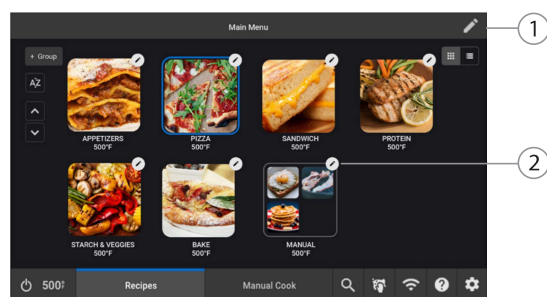 Main Menu
1
+ Group
AZ
APPETIZERS
500°F
PIZZA
500°F
SANDWICH
500°F
PROTEIN
500°F
2
STARCH & VEGGIES
500°F
BAKE
500°F
MANUAL
500°F
500°F
Recipes
Manual Cook
?